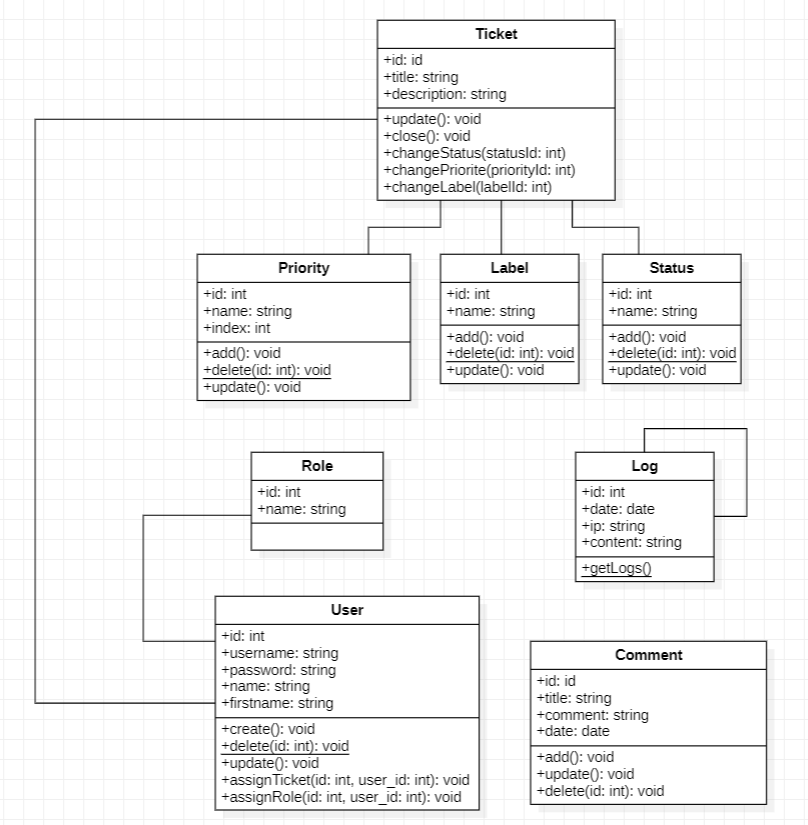 Ticket
+id: id
+title: string
+description: string
+update(): void
+close(): void
+changeStatus(statusId: int)
+changePriorite(priorityId: int)
+changeLabel(labelId: int)
Priority
+id: int
+name: string
+index: int
+add(): void
+delete(id: int): void
+update(): void
Label
+id: int
+name: string
+add(): void
+delete(id: int): void
+update(): void
Status
+id: int
+name: string
+add(): void
+delete(id: int): void
+update(): void
Role
+id: int
+name: string
Log
+id: int
+date: date
+ip: string
+content: string
+getLogs()
User
+id: int
+username: string
+password: string
+name: string
+firstname: string
+create(): void
+delete(id: int): void
+update(): void
+assignTicket(id: int, user_id: int): void
+assignRole(id: int, user_id: int): void
Comment
+id: id
+title: string
+comment: string
+date: date
+add(): void
+update(): void
+delete(id: int): void